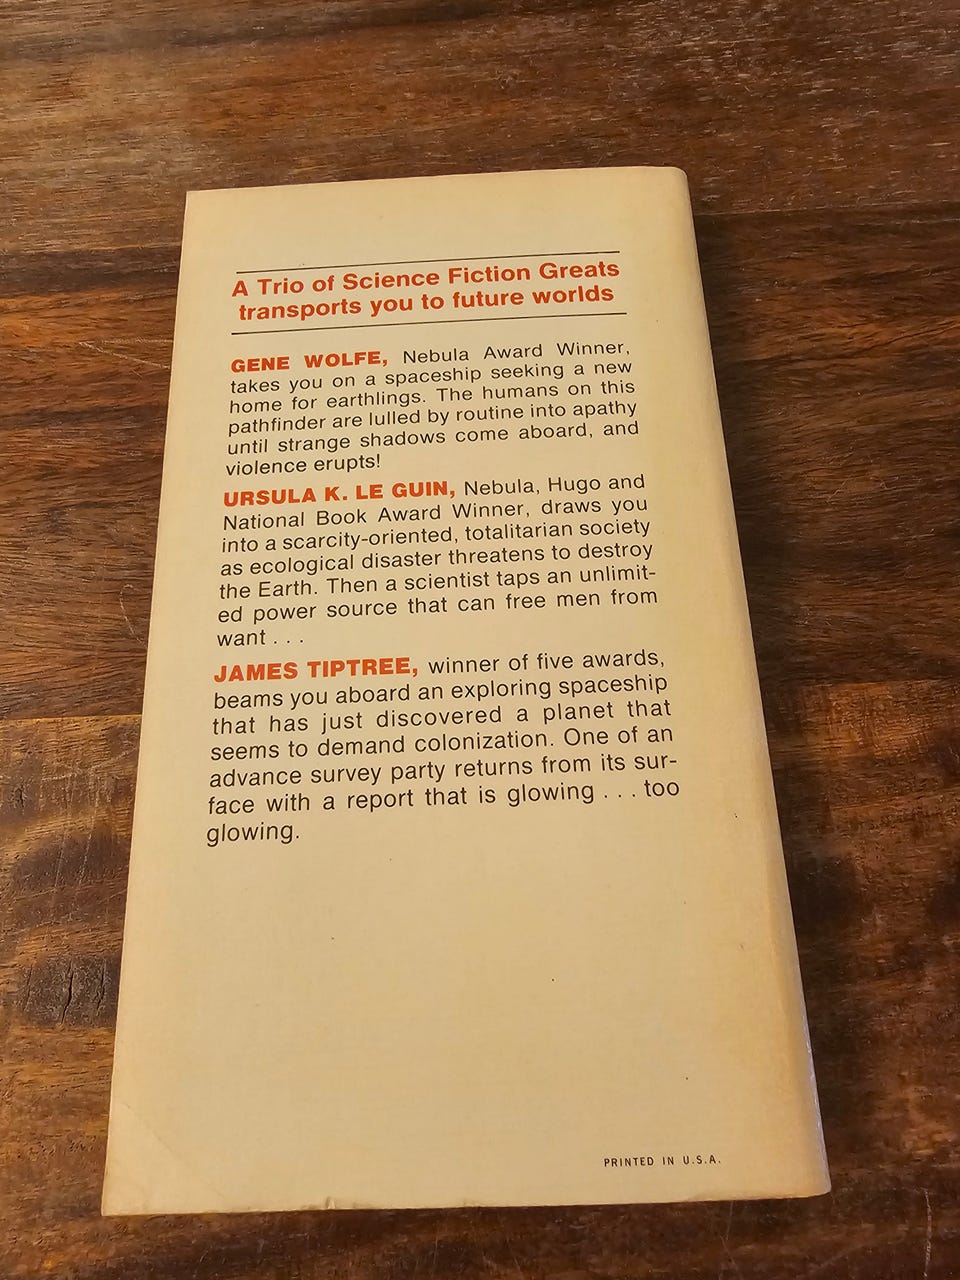 A Trio of Science Fiction Greats
transports you to future worlds
GENE WOLFE, Nebula Award Winner,
takes you on a spaceship seeking a new
home for earthlings. The humans on this
pathfinder are lulled by routine into apathy
until strange shadows come aboard, and
violence erupts!
URSULA K. LE GUIN, Nebula, Hugo and
National Book Award Winner, draws you
into a scarcity-oriented, totalitarian society
as ecological disaster threatens to destroy
the Earth. Then a scientist taps an unlimit-
ed power source that can free men from
want . . .
JAMES TIPTREE, winner of five awards,
beams you aboard an exploring spaceship
that has just discovered a planet that
seems to demand colonization. One of an
advance survey party returns from its sur-
face with a report that is glowing . . . too
glowing.
PRINTED IN U.S.A.